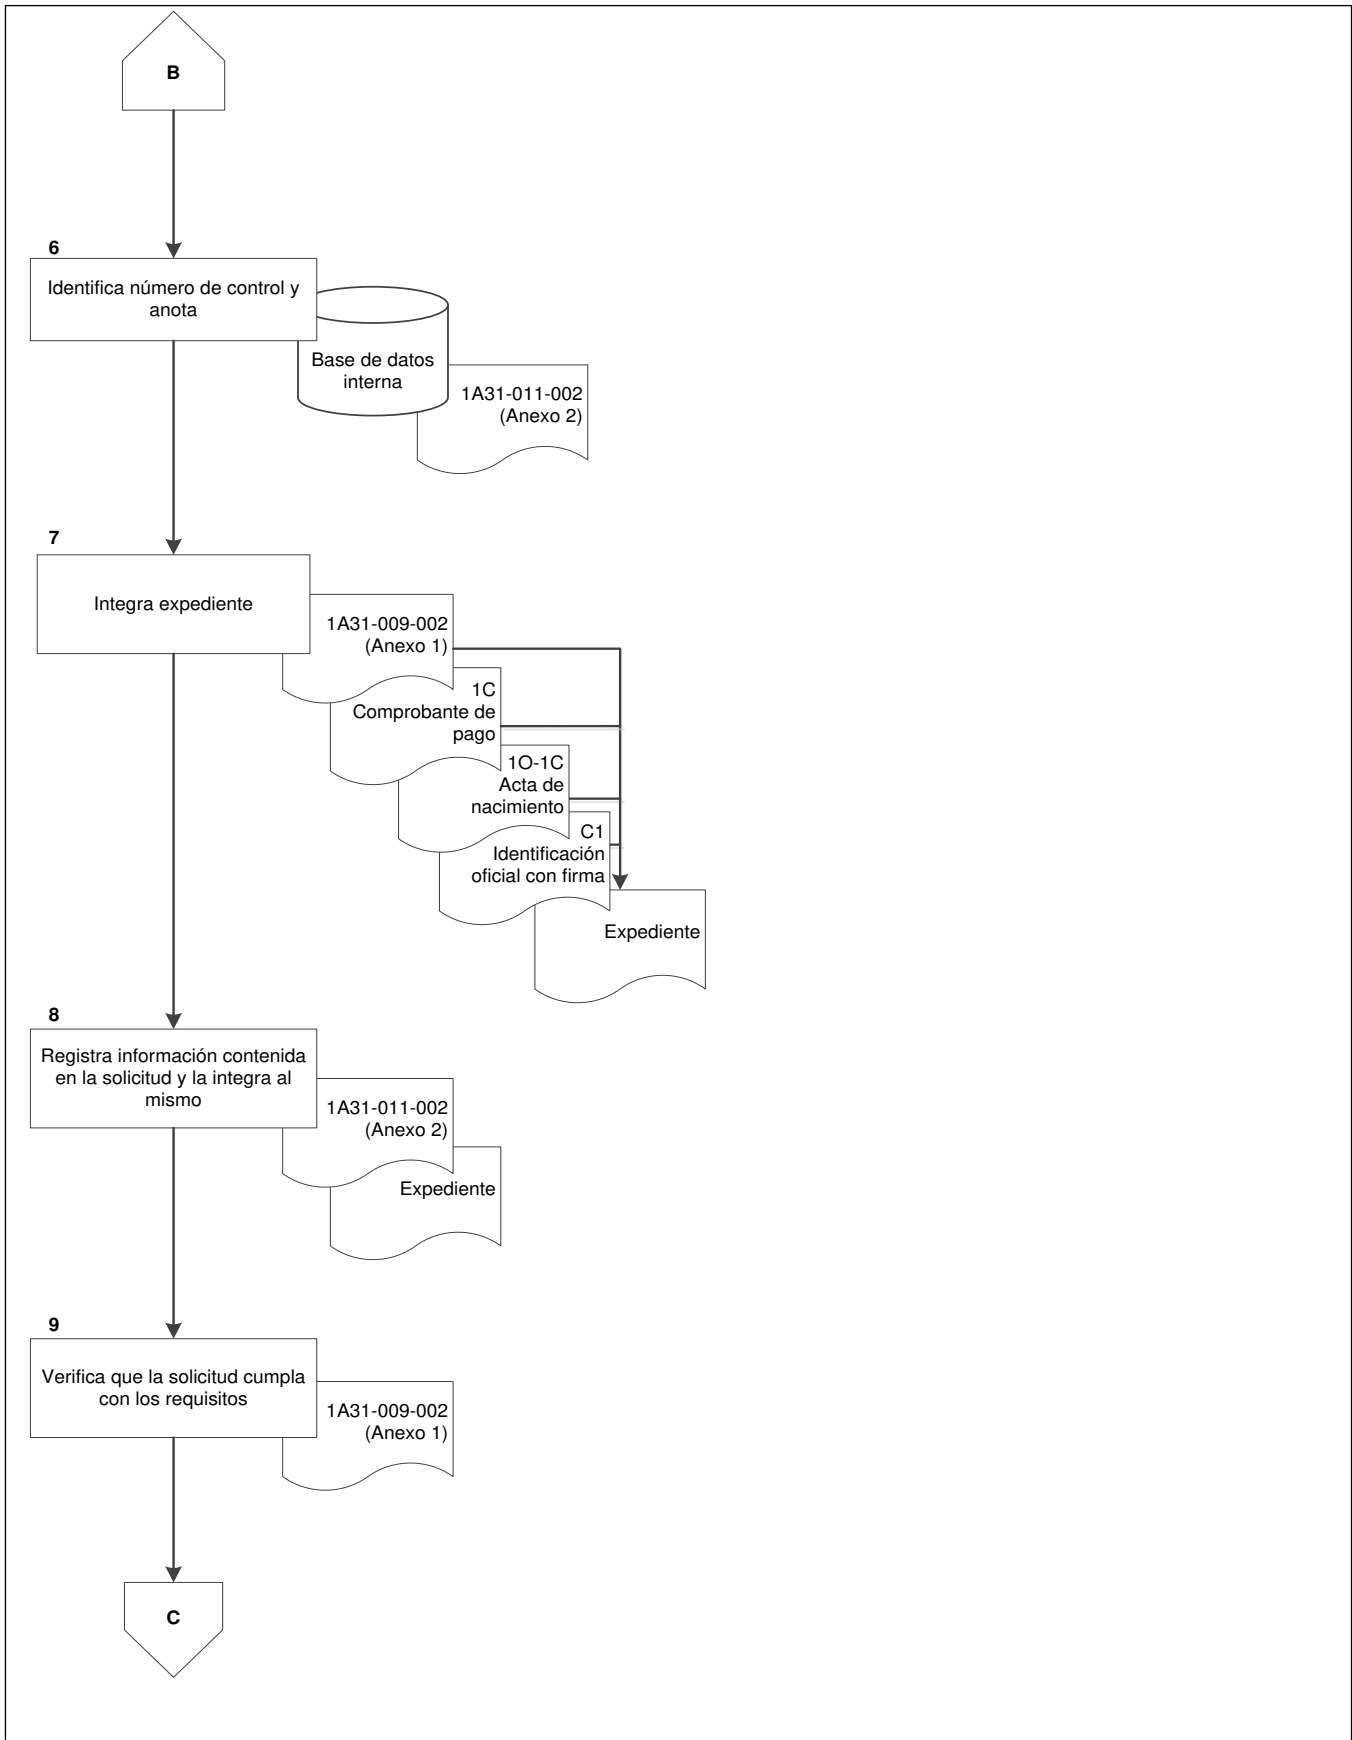 B
6
Identifica número de control y
anota
Base de datos
interna
1A31-011-002
(Anexo 2)
7
Integra expediente
1A31-009-002
(Anexo 1)
1C
Comprobante de
pago
1O-1C
Acta de
nacimiento
C1
Identificación
oficial con firma
Expediente
8
Registra información contenida
en la solicitud y la integra al
mismo
1A31-011-002
(Anexo 2)
Expediente
9
Verifica que la solicitud cumpla
con los requisitos
1A31-009-002
(Anexo 1)
C